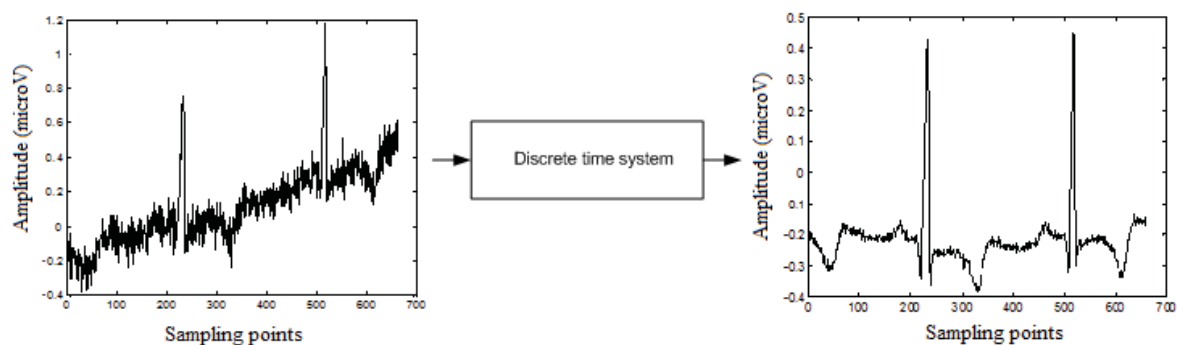 Amplitude (microV)
1.2
1
0.8
0.6
0.4
0.2
0
-0.2
-0.4
0 100 200 300 400 500 600 700
Sampling points
Discrete time system
Amplitude (microV)
0.5
0.4
0.3
0.2
0.1
0
-0.1
-0.2
-0.3
-0.4
0 100 200 300 400 500 600 700
Sampling points